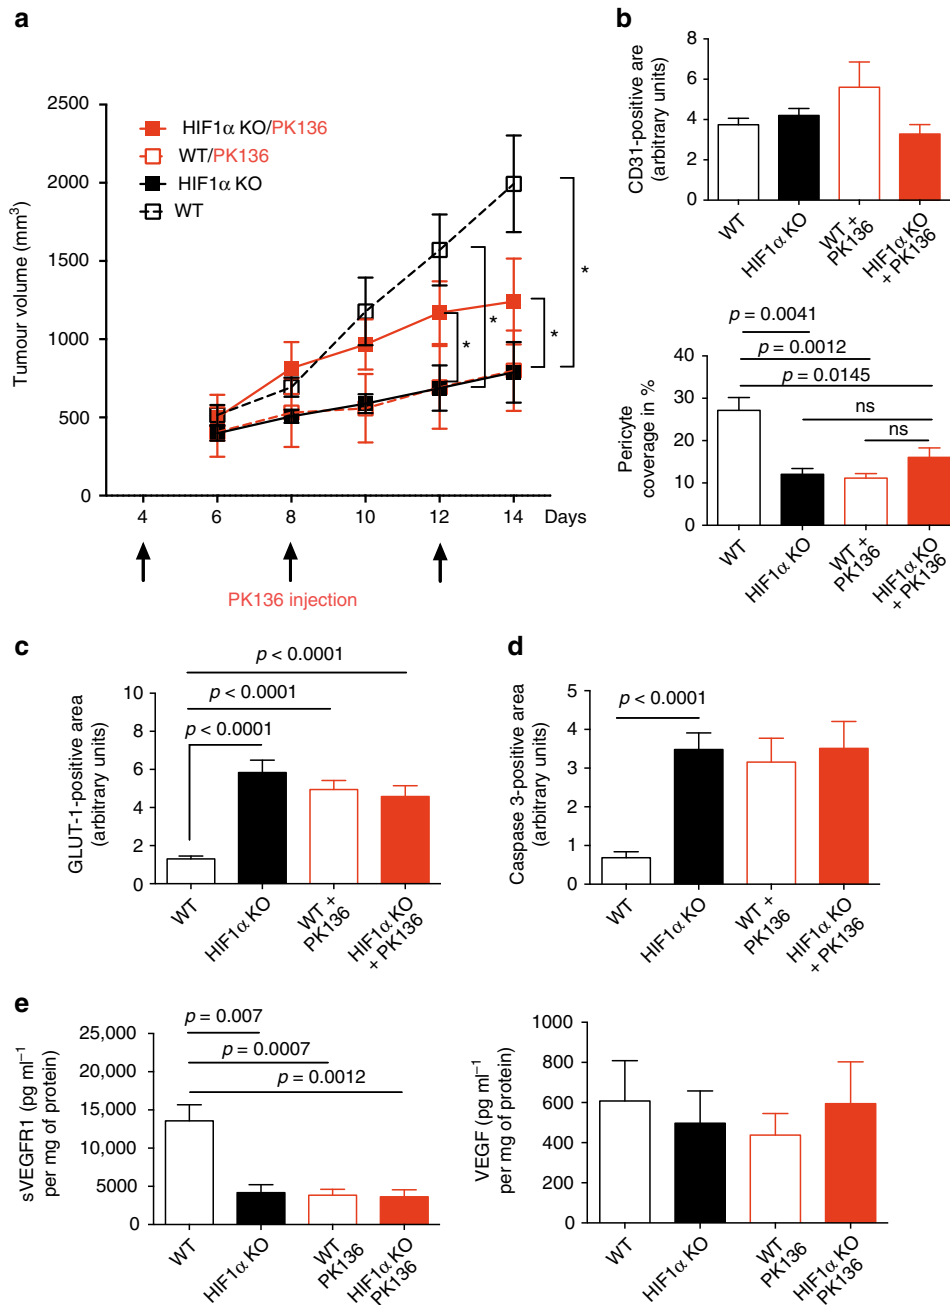 a
2500
2000
1500
1000
500
0
Tumour volume (mm³)
HIF1α KO/PK136
WT/PK136
HIF1α KO
WT
*
*
*
*
4
6
8
10
12
14
Days
PK136 injection
b
8
6
4
2
0
CD31-positive are
(arbitrary units)
WT
HIF1α KO
WT +
PK136
HIF1α KO
+ PK136
p = 0.0041
p = 0.0012
p = 0.0145
ns
ns
40
30
20
10
0
Pericyte
coverage in %
WT
HIF1α KO
WT +
PK136
HIF1α KO
+ PK136
c
p < 0.0001
p < 0.0001
p < 0.0001
10
8
6
4
2
0
GLUT-1-positive area
(arbitrary units)
WT
HIF1α KO
WT +
PK136
HIF1α KO
+ PK136
d
p < 0.0001
5
4
3
2
1
0
Caspase 3-positive area
(arbitrary units)
WT
HIF1α KO
WT +
PK136
HIF1α KO
+ PK136
e
p = 0.007
p = 0.0007
p = 0.0012
25,000
20,000
15,000
10,000
5000
0
sVEGFR1 (pg ml⁻¹
per mg of protein)
WT
HIF1α KO
WT
PK136
HIF1α KO
PK136
1000
800
600
400
200
0
VEGF (pg ml⁻¹
per mg of protein)
WT
HIF1α KO
WT
PK136
HIF1α KO
PK136